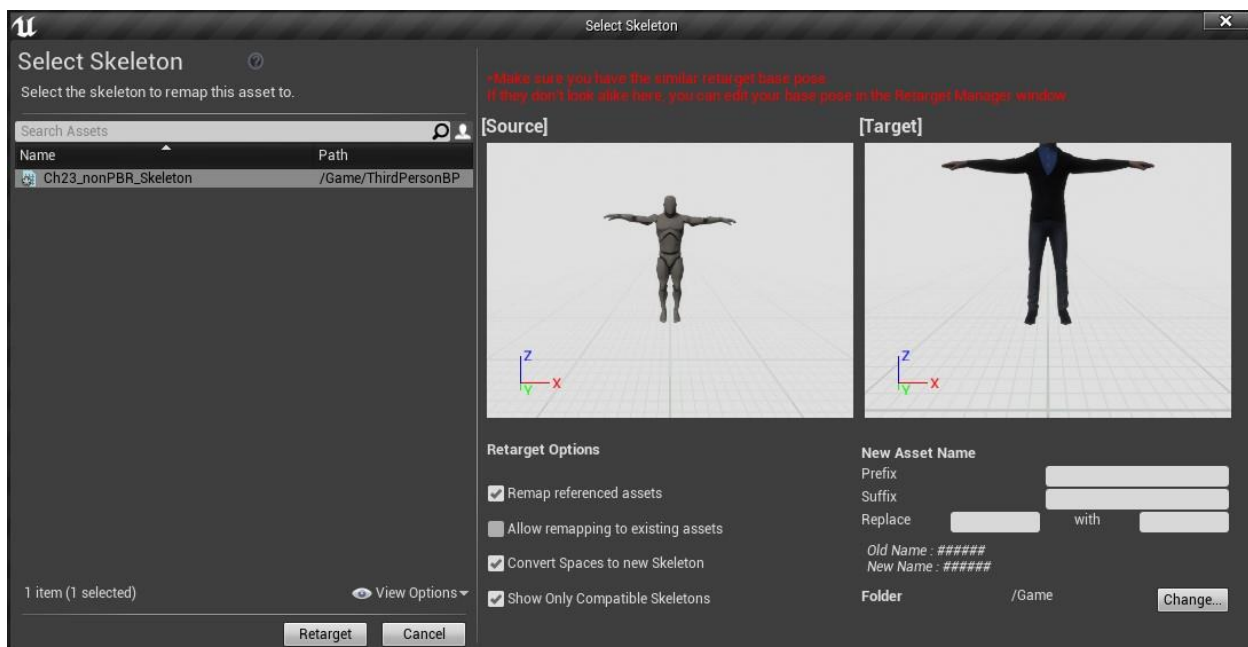 Select Skeleton
Select Skeleton
Select the skeleton to remap this asset to.
Search Assets
Name Path
Ch23_nonPBR_Skeleton /Game/ThirdPersonBP
1 item (1 selected) View Options
Retarget Cancel
*Make sure you have the similar retarget base pose.
If they don't look alike here, you can edit your base pose in the Retarget Manager window.
[Source] [Target]
Z X Y
Z X Y
Retarget Options
Remap referenced assets
Allow remapping to existing assets
Convert Spaces to new Skeleton
Show Only Compatible Skeletons
New Asset Name
Prefix
Suffix
Replace with
Old Name : ######
New Name : ######
Folder /Game Change...